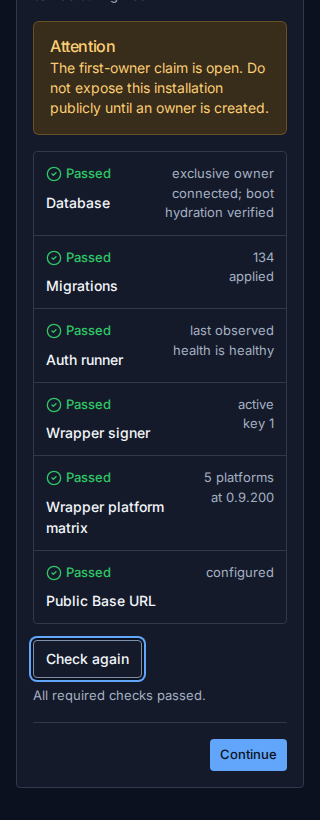 Attention
The first-owner claim is open. Do
not expose this installation
publicly until an owner is created.
Passed
Database
exclusive owner
connected; boot
hydration verified
Passed
Migrations
134
applied
Passed
Auth runner
last observed
health is healthy
Passed
Wrapper signer
active
key 1
Passed
Wrapper platform
matrix
5 platforms
at 0.9.200
Passed
Public Base URL
configured
Check again
All required checks passed.
Continue